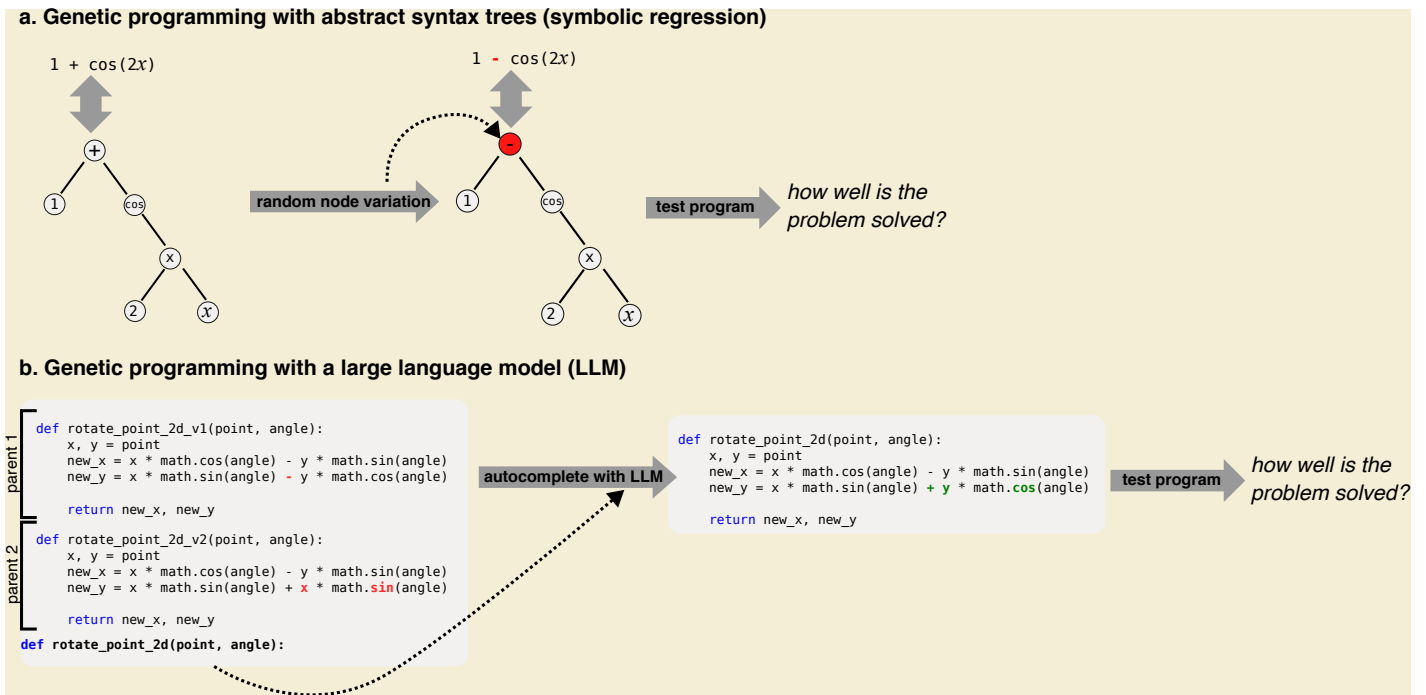 a. Genetic programming with abstract syntax trees (symbolic regression)
1 + cos(2x)
+
1
cos
x
2
x
random node variation
1 - cos(2x)
-
1
cos
x
2
x
test program
how well is the
problem solved?
b. Genetic programming with a large language model (LLM)
parent 1
def rotate_point_2d_v1(point, angle):
    x, y = point
    new_x = x * math.cos(angle) - y * math.sin(angle)
    new_y = x * math.sin(angle) - y * math.cos(angle)
    return new_x, new_y
parent 2
def rotate_point_2d_v2(point, angle):
    x, y = point
    new_x = x * math.cos(angle) - y * math.sin(angle)
    new_y = x * math.sin(angle) + x * math.sin(angle)
    return new_x, new_y
def rotate_point_2d(point, angle):
autocomplete with LLM
def rotate_point_2d(point, angle):
    x, y = point
    new_x = x * math.cos(angle) - y * math.sin(angle)
    new_y = x * math.sin(angle) + y * math.cos(angle)
    return new_x, new_y
test program
how well is the
problem solved?